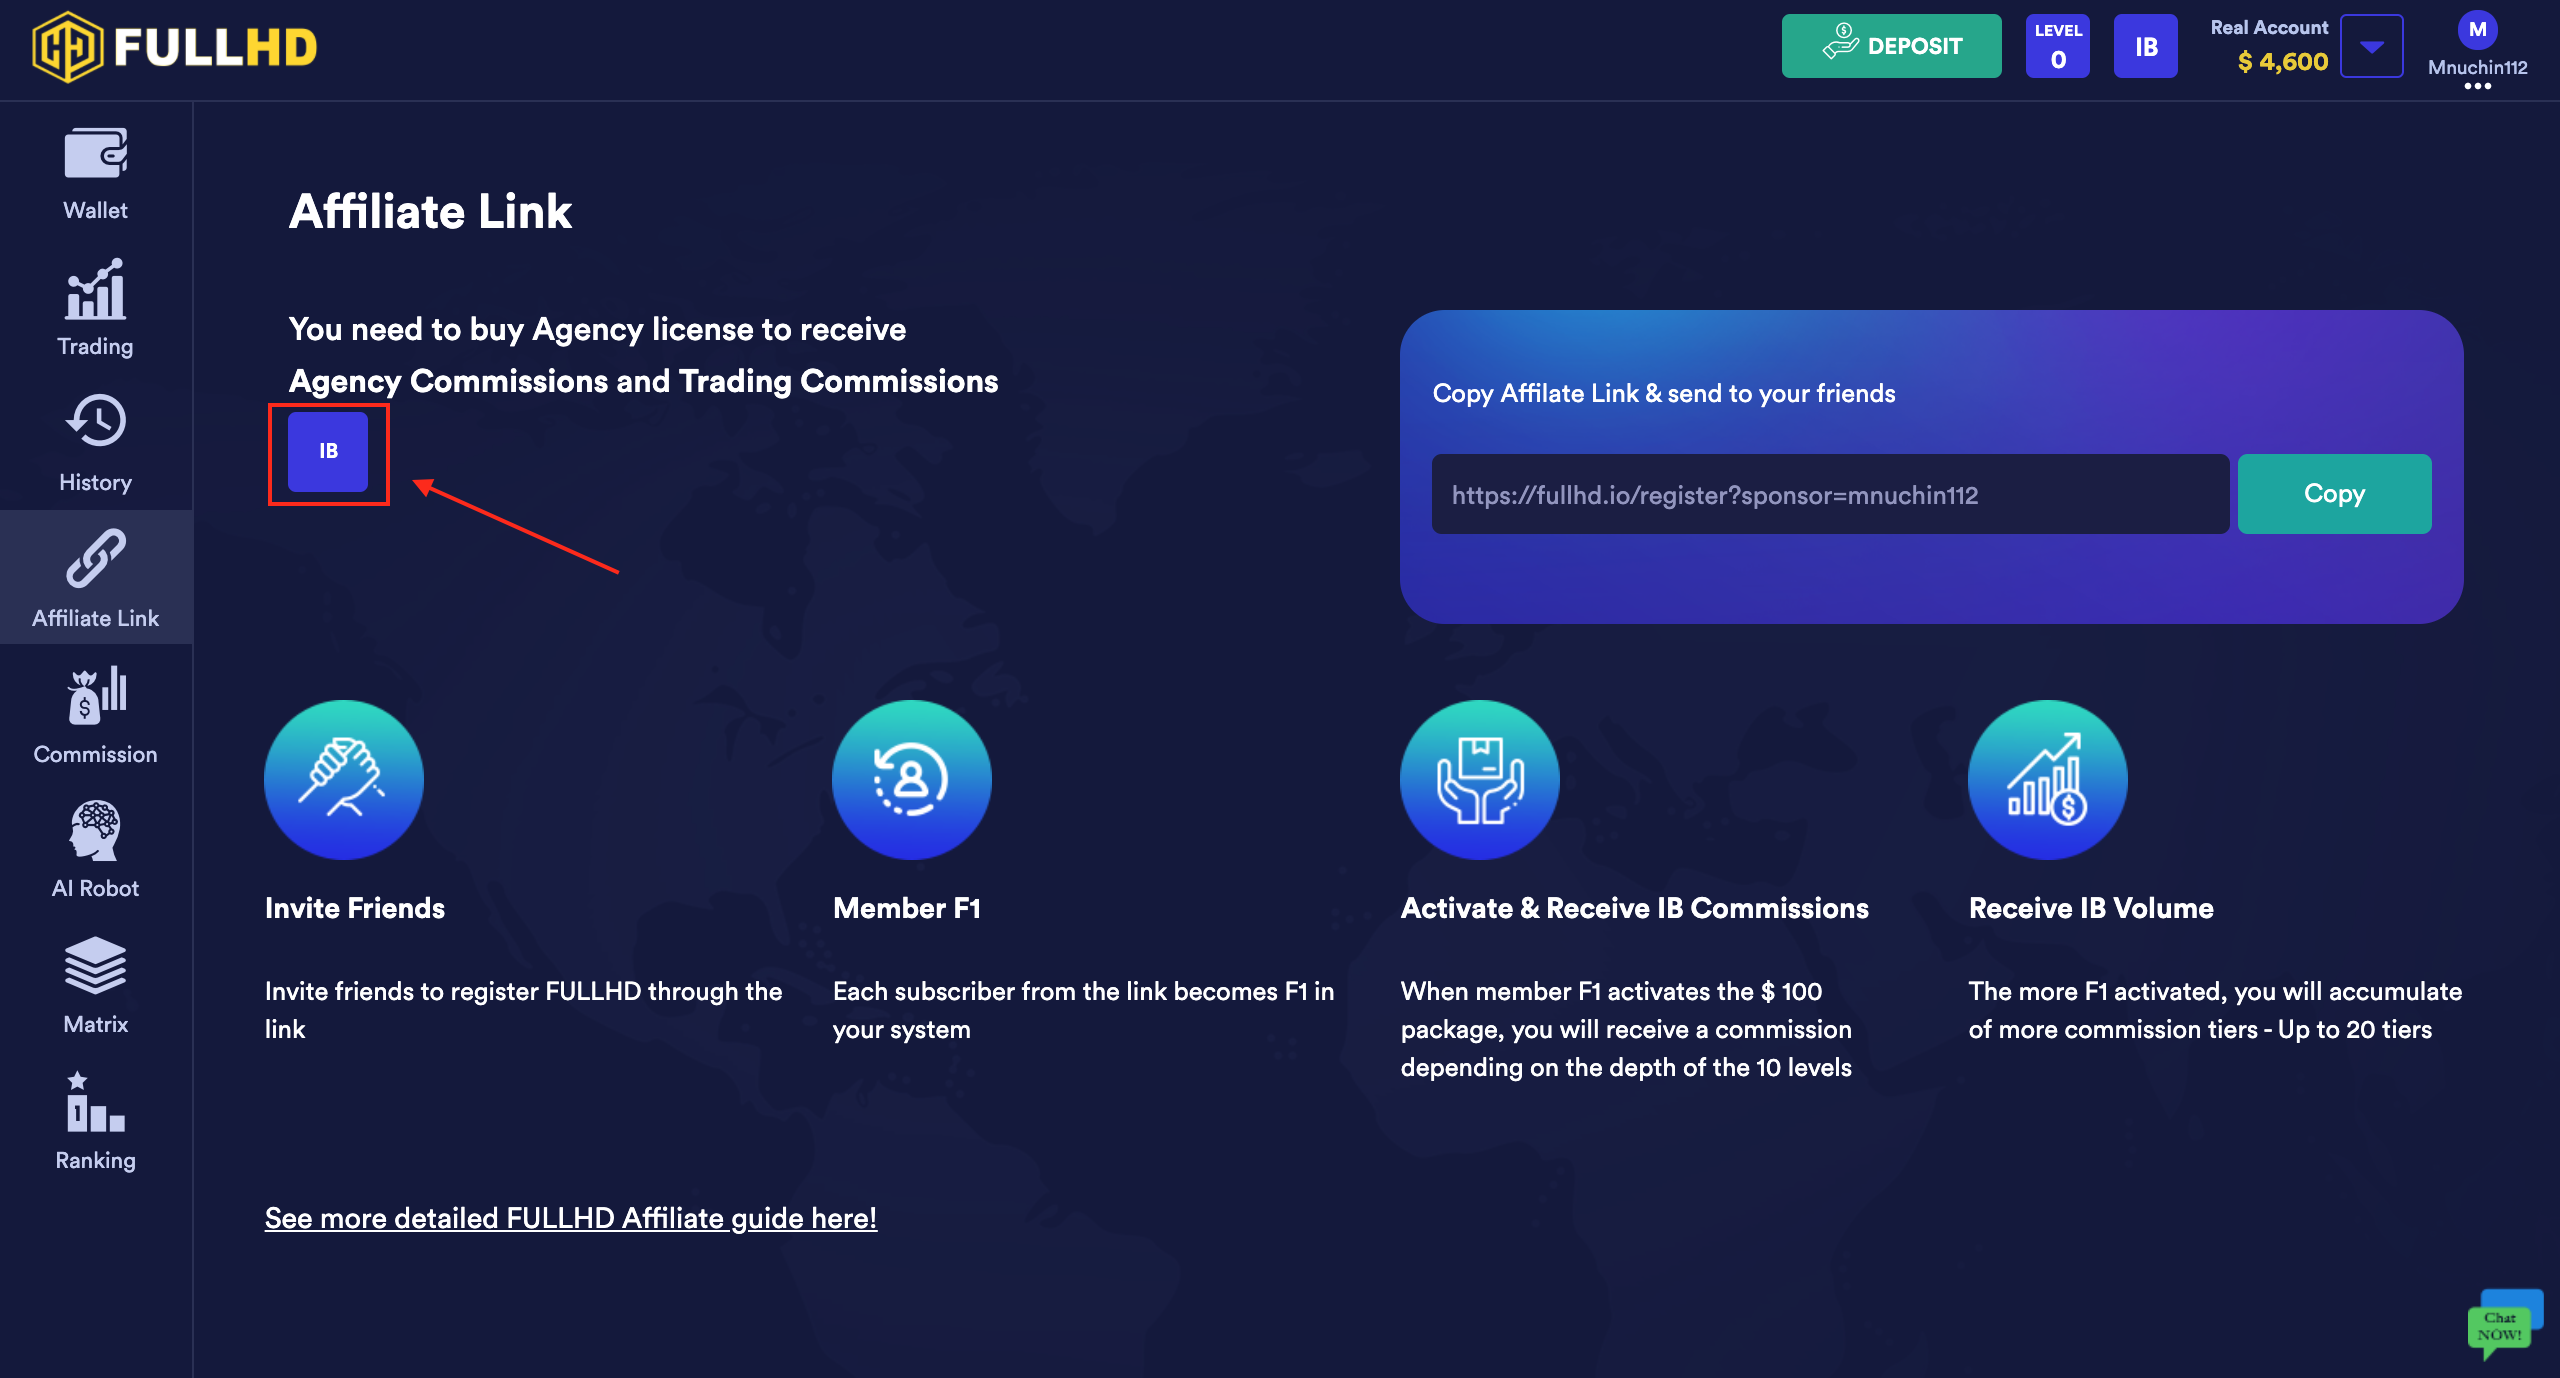 FULLHD
DEPOSIT
LEVEL
0
IB
Real Account
$ 4,600
M
Mnuchin112
Wallet
Trading
History
Affiliate Link
Commission
AI Robot
Matrix
1
Ranking
Affiliate Link
You need to buy Agency license to receive
Agency Commissions and Trading Commissions
IB
Copy Affilate Link & send to your friends
https://fullhd.io/register?sponsor=mnuchin112
Copy
Invite Friends
Invite friends to register FULLHD through the
link
Member F1
Each subscriber from the link becomes F1 in
your system
Activate & Receive IB Commissions
When member F1 activates the $ 100
package, you will receive a commission
depending on the depth of the 10 levels
Receive IB Volume
The more F1 activated, you will accumulate
of more commission tiers - Up to 20 tiers
See more detailed FULLHD Affiliate guide here!
Chat
NOW!